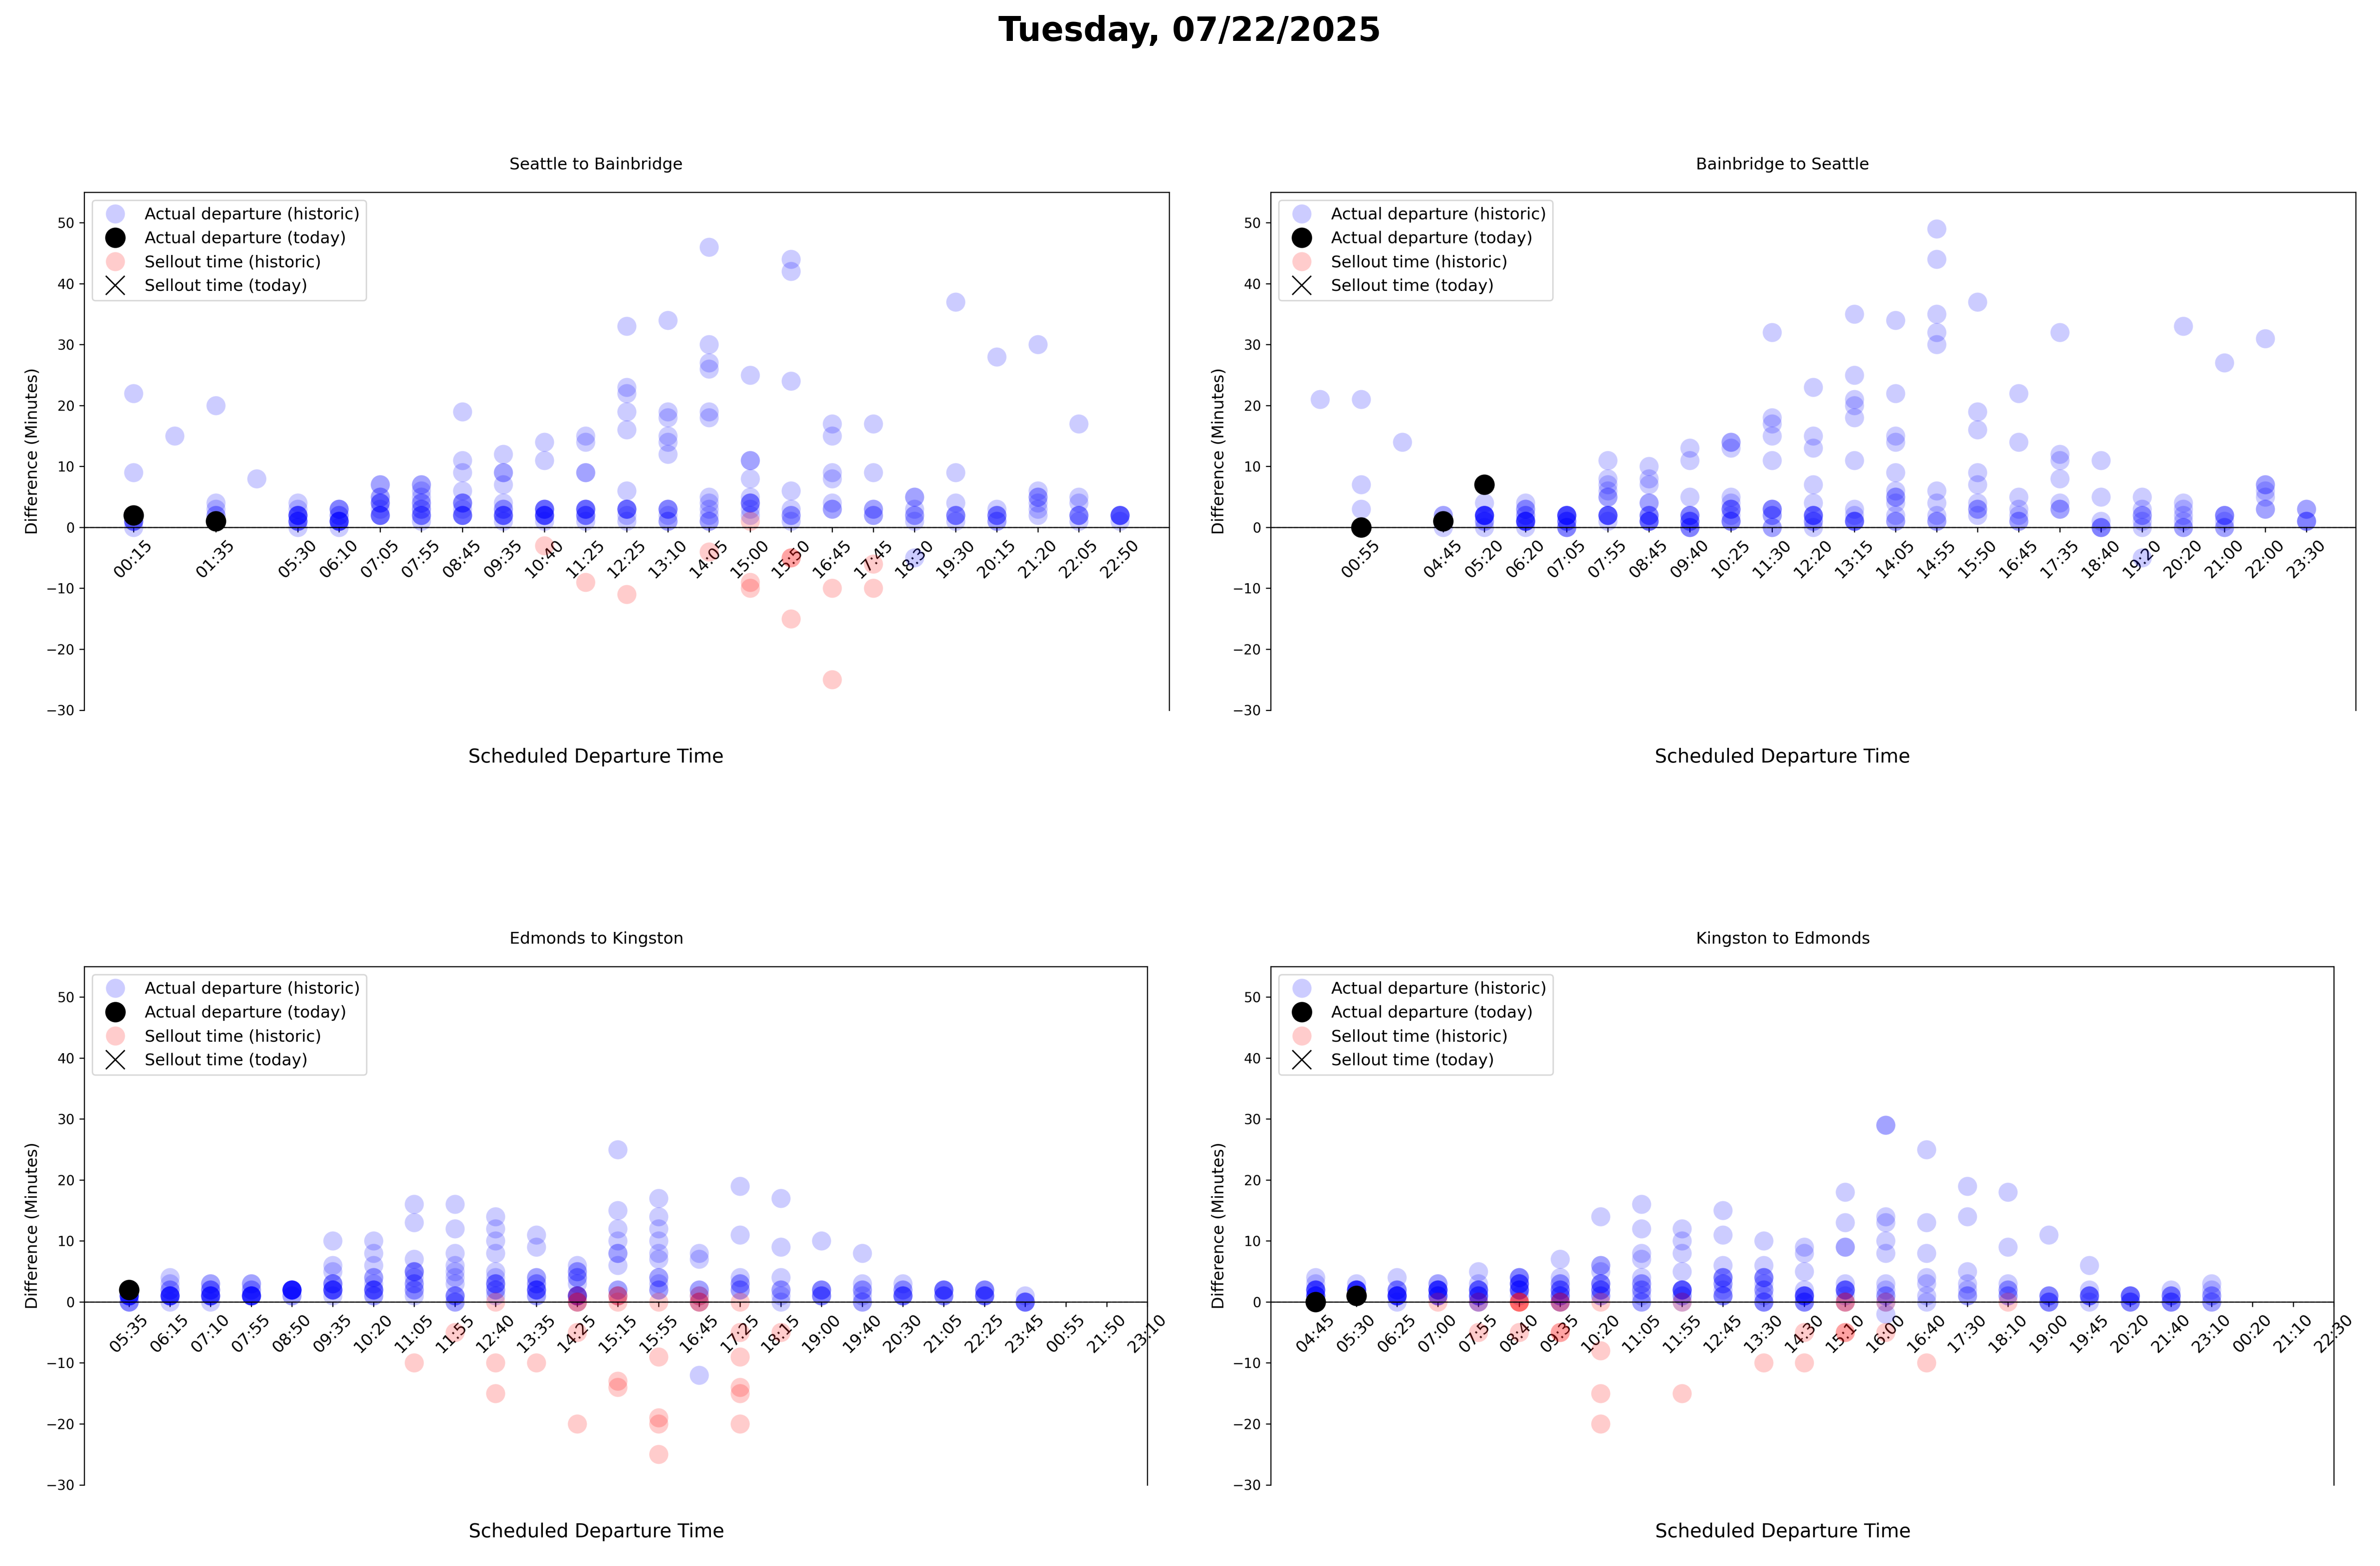 Tuesday, 07/22/2025
Seattle to Bainbridge
Actual departure (historic)
Actual departure (today)
Sellout time (historic)
Sellout time (today)
50
40
30
20
10
0
−10
−20
−30
Difference (Minutes)
00:15 01:35 05:30 06:10 07:05 07:55 08:45 09:35 10:40 11:25 12:25 13:10 14:05 15:00 15:50 16:45 17:45 18:30 19:30 20:15 21:20 22:05 22:50
Scheduled Departure Time
Bainbridge to Seattle
Actual departure (historic)
Actual departure (today)
Sellout time (historic)
Sellout time (today)
50
40
30
20
10
0
−10
−20
−30
Difference (Minutes)
00:55 04:45 05:20 06:20 07:05 07:55 08:45 09:40 10:25 11:30 12:20 13:15 14:05 14:55 15:50 16:45 17:35 18:40 19:20 20:20 21:00 22:00 23:30
Scheduled Departure Time
Edmonds to Kingston
Actual departure (historic)
Actual departure (today)
Sellout time (historic)
Sellout time (today)
50
40
30
20
10
0
−10
−20
−30
Difference (Minutes)
05:35 06:15 07:10 07:55 08:50 09:35 10:20 11:05 11:55 12:40 13:35 14:25 15:15 15:55 16:45 17:25 18:15 19:00 19:40 20:30 21:05 22:25 23:45 00:55 21:50 23:10
Scheduled Departure Time
Kingston to Edmonds
Actual departure (historic)
Actual departure (today)
Sellout time (historic)
Sellout time (today)
50
40
30
20
10
0
−10
−20
−30
Difference (Minutes)
04:45 05:30 06:25 07:00 07:55 08:40 09:35 10:20 11:05 11:55 12:45 13:30 14:30 15:10 16:00 16:40 17:30 18:10 19:00 19:45 20:20 21:40 23:10 00:20 21:10 22:30
Scheduled Departure Time